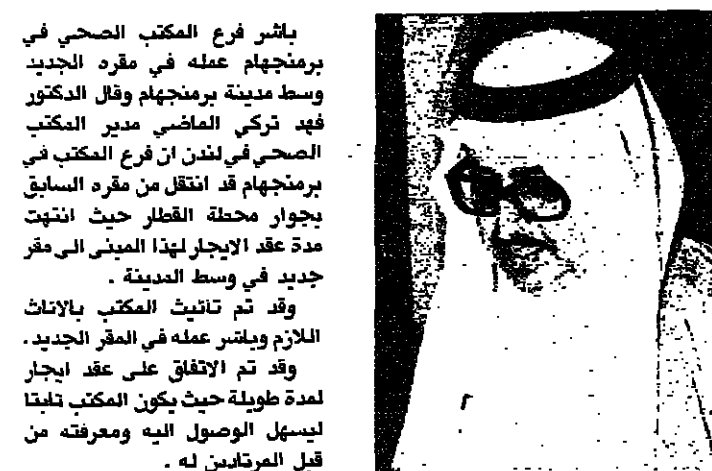 باشر فرع المكتب الصحي في
برمنجهام عمله في مقره الجديد
وسط مدينة برمنجهام وقال الدكتور
فهد تركي الماضي مدير المكتب
الصحي في لندن ان فرع المكتب في
برمنجهام قد انتقل من مقره السابق
بجوار محطة القطار حيث انتهت
مدة عقد الايجار لهذا المبنى الى مقر
جديد في وسط المدينة .
وقد تم تاثيث المكتب بالاثاث
اللازم وباشر عمله في المقر الجديد .
وقد تم الاتفاق على عقد ايجار
لمدة طويلة حيث يكون المكتب ثابتا
ليسهل الوصول اليه ومعرفته من
قبل المرتادين له .